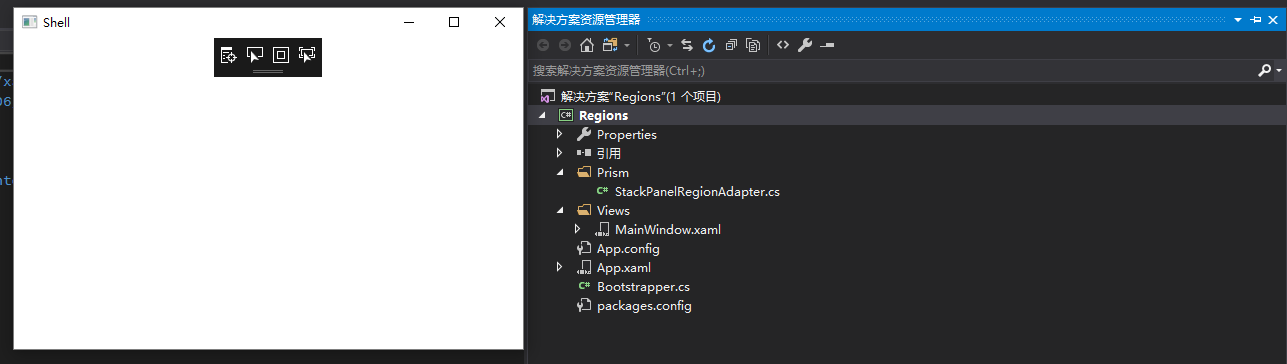 Shell
解决方案资源管理器
搜索解决方案资源管理器(Ctrl+;)
解决方案"Regions"(1 个项目)
C# Regions
Properties
引用
Prism
C# StackPanelRegionAdapter.cs
Views
MainWindow.xaml
App.config
App.xaml
C# Bootstrapper.cs
packages.config